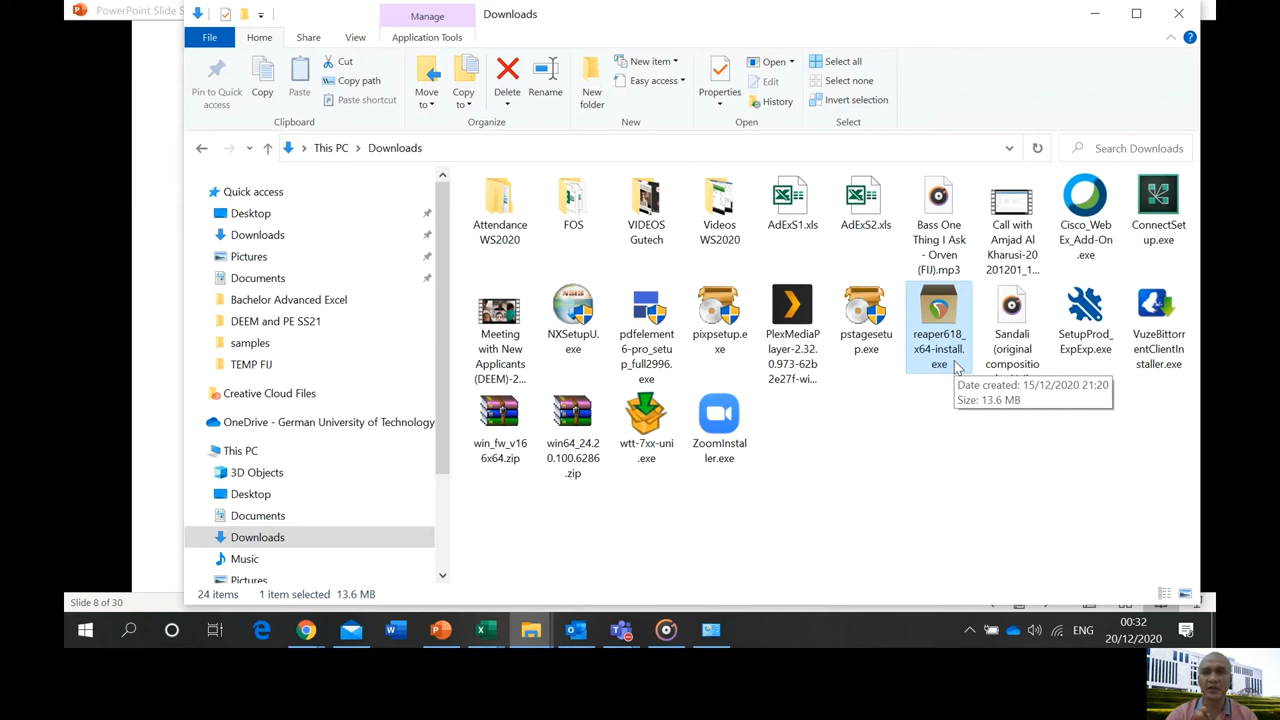 PowerPoint Slide S
Manage
Downloads
File
Home
Share
View
Application Tools
Pin to Quick
access
Copy
Paste
Cut
Copy path
Paste shortcut
Clipboard
Move
to
Copy
to
Delete
Rename
Organize
New
folder
New item
Easy access
New
Properties
Open
Edit
History
Open
Select all
Select none
Invert selection
Select
This PC
Downloads
Search Downloads
Quick access
Desktop
Downloads
Pictures
Documents
Bachelor Advanced Excel
DEEM and PE SS21
samples
TEMP FIJ
Creative Cloud Files
OneDrive - German University of Technology
This PC
3D Objects
Desktop
Documents
Downloads
Music
Pictures
Attendance
WS2020
FOS
VIDEOS
Gutech
Videos
WS2020
AdExS1.xls
AdExS2.xls
Bass One
Thing I Ask
- Orven
(FIJ).mp3
Call with
Amjad Al
Kharusi-20
201201_1...
Cisco_Web
Ex_Add-On
.exe
ConnectSet
up.exe
Meeting
with New
Applicants
(DEEM)-2...
NXSetupU.
exe
pdfelement
6-pro_setu
p_full2996.
exe
pixpsetup.e
xe
PlexMediaP
layer-2.32.
0.973-62b
2e27f-wi...
pstagesetu
p.exe
reaper618_
x64-install.
exe
Sandali
(original
compositio
SetupProd_
ExpExp.exe
VuzeBittorr
entClientIn
staller.exe
Date created: 15/12/2020 21:20
Size: 13.6 MB
win_fw_v16
6x64.zip
win64_24.2
0.100.6286
.zip
wtt-7xx-uni
.exe
ZoomInstal
ler.exe
24 items
1 item selected 13.6 MB
Slide 8 of 30
ENG
00:32
20/12/2020